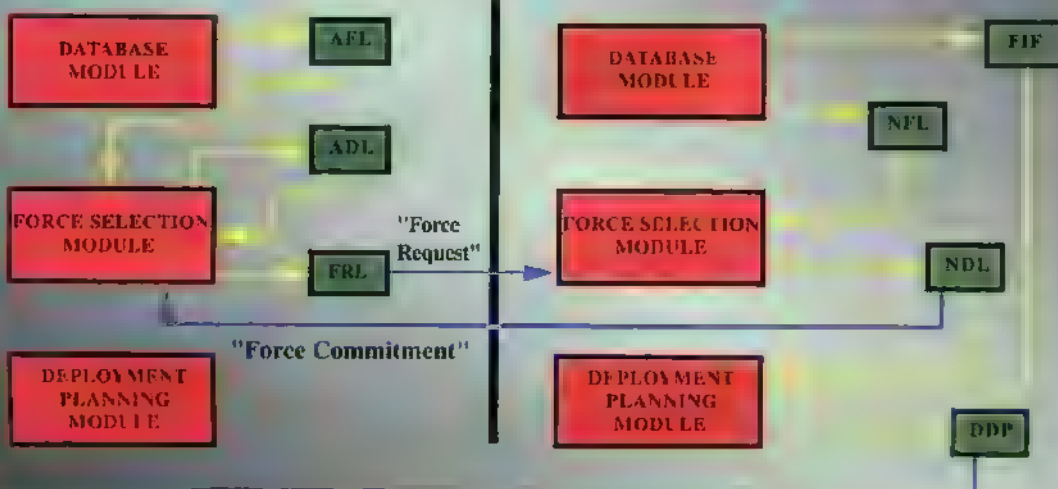 DATABASE
MODULE
AFL
ADL
FORCE SELECTION
MODULE
FRL
"Force
Request"
"Force Commitment"
DEPLOYMENT
PLANNING
MODULE
DATABASE
MODULE
FIF
NFL
FORCE SELECTION
MODULE
NDL
DEPLOYMENT
PLANNING
MODULE
DDP